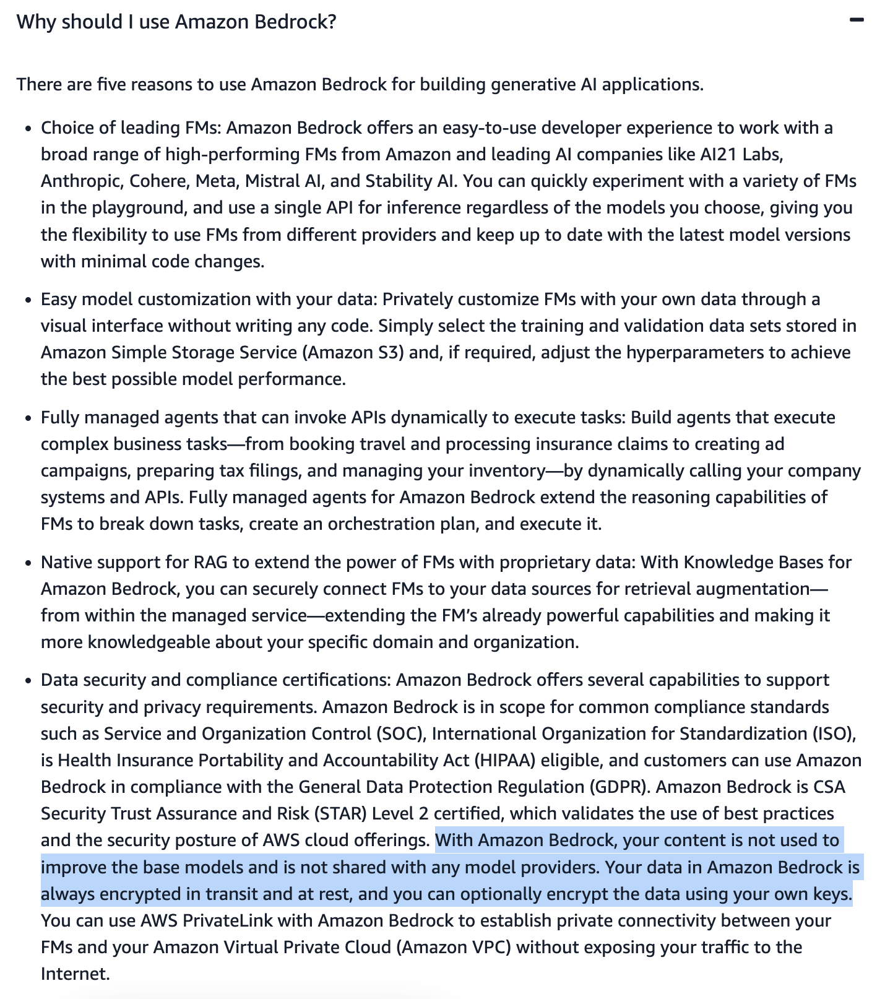 Why should I use Amazon Bedrock?
There are five reasons to use Amazon Bedrock for building generative AI applications.
• Choice of leading FMs: Amazon Bedrock offers an easy-to-use developer experience to work with a
broad range of high-performing FMs from Amazon and leading AI companies like AI21 Labs,
Anthropic, Cohere, Meta, Mistral AI, and Stability AI. You can quickly experiment with a variety of FMs
in the playground, and use a single API for inference regardless of the models you choose, giving you
the flexibility to use FMs from different providers and keep up to date with the latest model versions
with minimal code changes.
• Easy model customization with your data: Privately customize FMs with your own data through a
visual interface without writing any code. Simply select the training and validation data sets stored in
Amazon Simple Storage Service (Amazon S3) and, if required, adjust the hyperparameters to achieve
the best possible model performance.
• Fully managed agents that can invoke APIs dynamically to execute tasks: Build agents that execute
complex business tasks—from booking travel and processing insurance claims to creating ad
campaigns, preparing tax filings, and managing your inventory—by dynamically calling your company
systems and APIs. Fully managed agents for Amazon Bedrock extend the reasoning capabilities of
FMs to break down tasks, create an orchestration plan, and execute it.
• Native support for RAG to extend the power of FMs with proprietary data: With Knowledge Bases for
Amazon Bedrock, you can securely connect FMs to your data sources for retrieval augmentation—
from within the managed service—extending the FM’s already powerful capabilities and making it
more knowledgeable about your specific domain and organization.
• Data security and compliance certifications: Amazon Bedrock offers several capabilities to support
security and privacy requirements. Amazon Bedrock is in scope for common compliance standards
such as Service and Organization Control (SOC), International Organization for Standardization (ISO),
is Health Insurance Portability and Accountability Act (HIPAA) eligible, and customers can use Amazon
Bedrock in compliance with the General Data Protection Regulation (GDPR). Amazon Bedrock is CSA
Security Trust Assurance and Risk (STAR) Level 2 certified, which validates the use of best practices
and the security posture of AWS cloud offerings. With Amazon Bedrock, your content is not used to
improve the base models and is not shared with any model providers. Your data in Amazon Bedrock is
always encrypted in transit and at rest, and you can optionally encrypt the data using your own keys.
You can use AWS PrivateLink with Amazon Bedrock to establish private connectivity between your
FMs and your Amazon Virtual Private Cloud (Amazon VPC) without exposing your traffic to the
Internet.